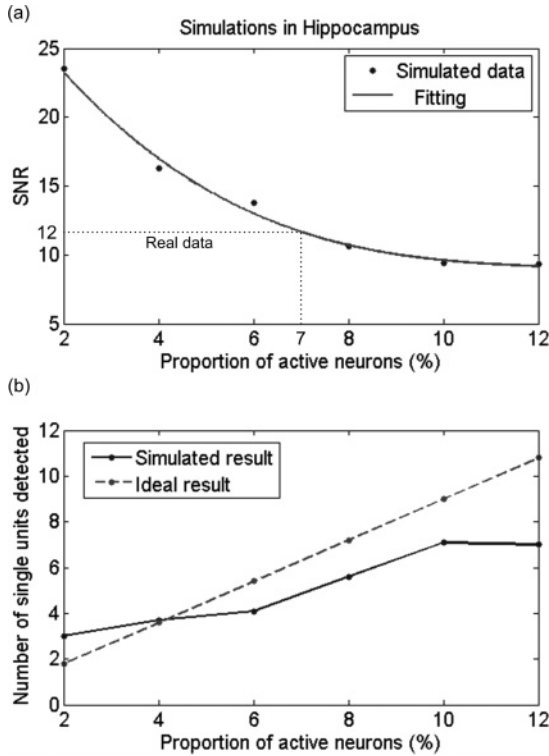 (a)
Simulations in Hippocampus
25
20
15
12
10
5
SNR
Simulated data
Fitting
Real data
2 4 6 7 8 10 12
Proportion of active neurons (%)
(b)
12
10
8
6
4
2
0
Number of single units detected
Simulated result
Ideal result
2 4 6 8 10 12
Proportion of active neurons (%)